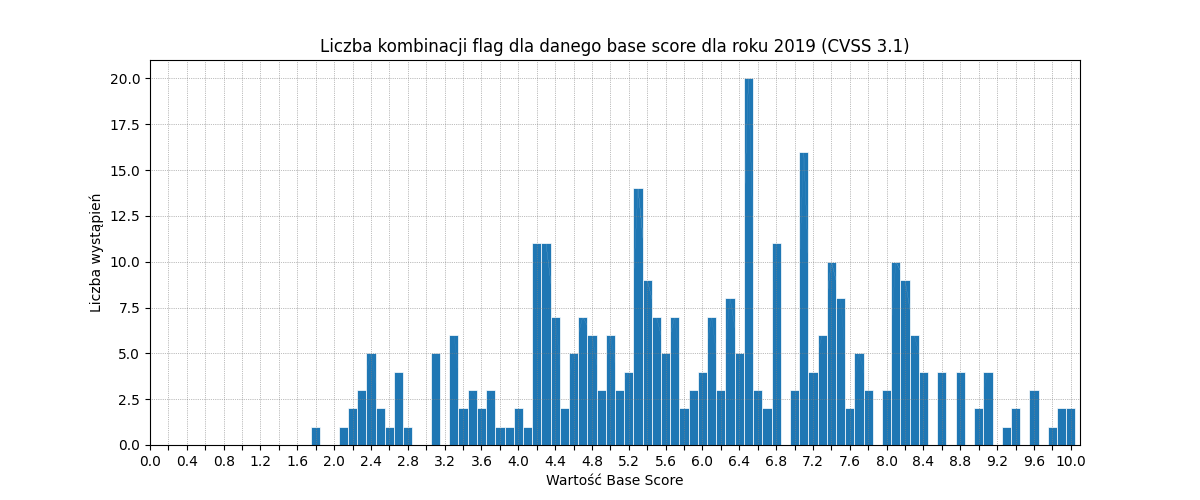 Liczba kombinacji flag dla danego base score dla roku 2019 (CVSS 3.1)
20.0
17.5
15.0
12.5
10.0
7.5
5.0
2.5
0.0
Liczba wystąpień
0.0 0.4 0.8 1.2 1.6 2.0 2.4 2.8 3.2 3.6 4.0 4.4 4.8 5.2 5.6 6.0 6.4 6.8 7.2 7.6 8.0 8.4 8.8 9.2 9.6 10.0
Wartość Base Score